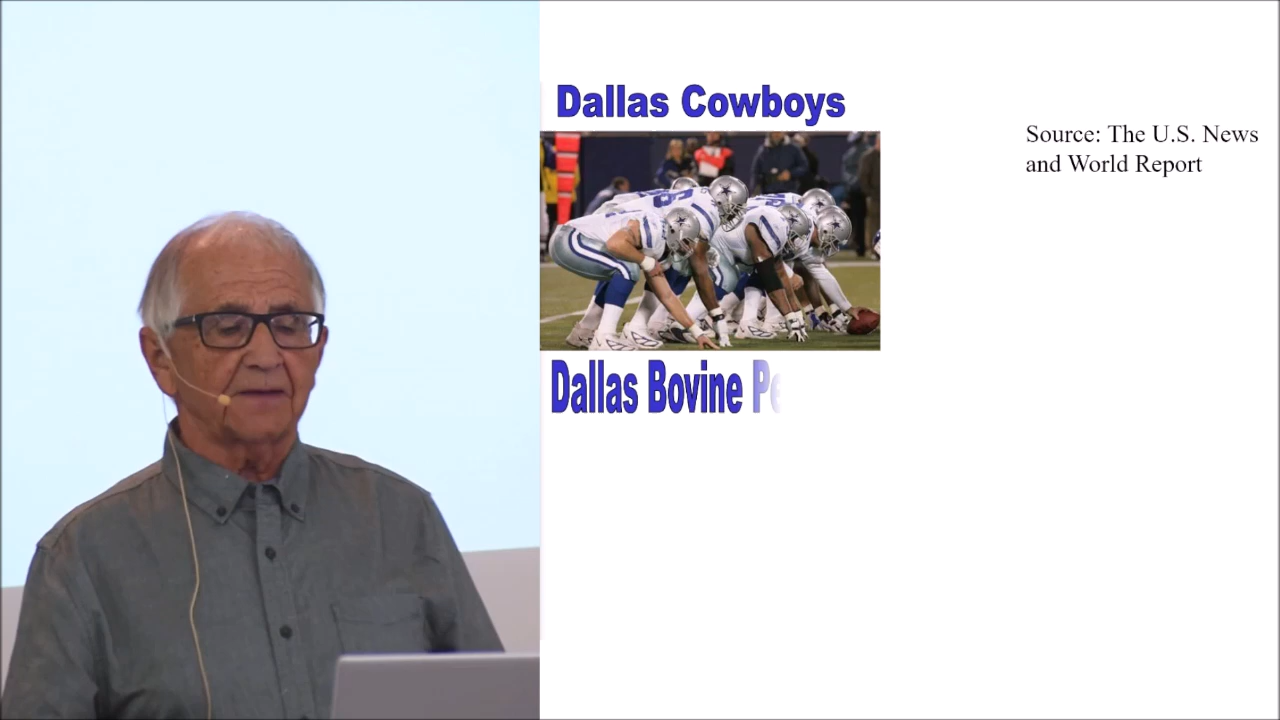 Dallas Cowboys
Source: The U.S. News
and World Report
Dallas Bovine